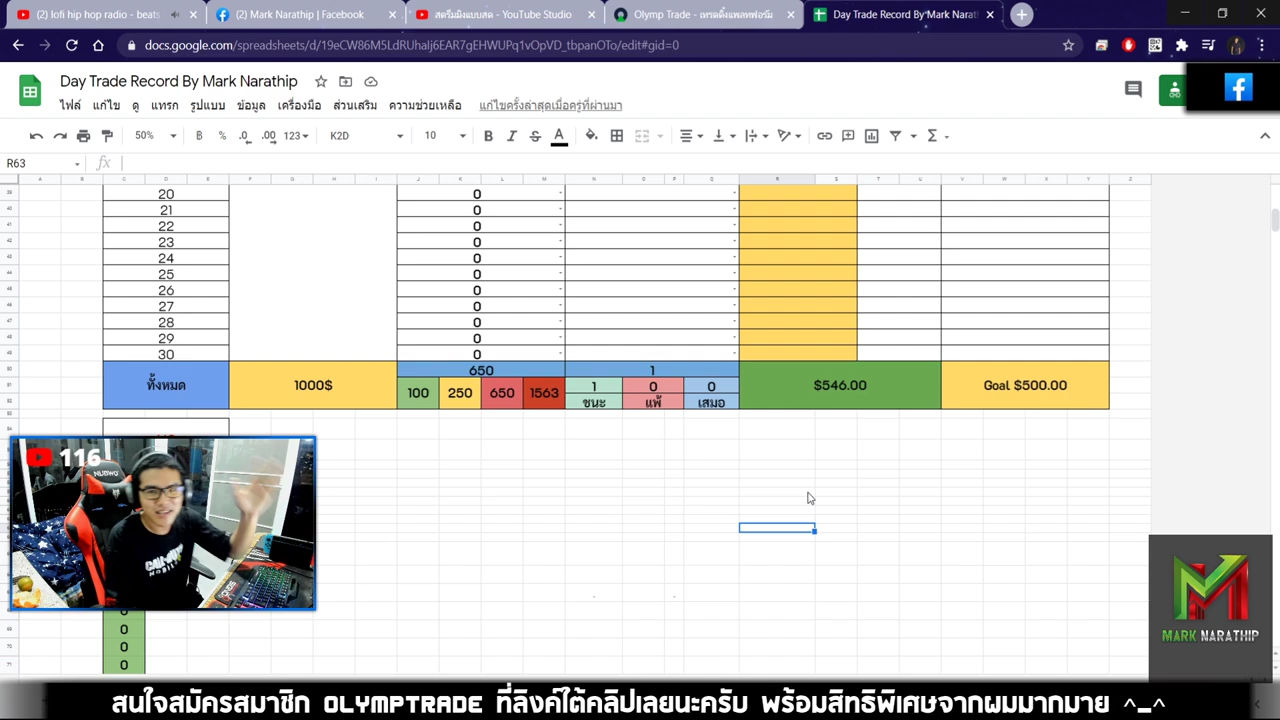 (2) lofi hip hop radio - beats
(2) Mark Narathip | Facebook
สตรีมมิงแบบสด - YouTube Studio
Olymp Trade - เทรดดิ้งแพลทฟอร์ม
Day Trade Record By Mark Narath
docs.google.com/spreadsheets/d/19eCW86M5LdRUhaIj6EAR7gEHWUPq1vOpVD_tbpanOTo/edit#gid=0
Day Trade Record By Mark Narathip
ไฟล์ แก้ไข ดู แทรก รูปแบบ ข้อมูล เครื่องมือ ส่วนเสริม ความช่วยเหลือ แก้ไขครั้งล่าสุดเมื่อครู่ที่ผ่านมา
50% ฿ % .0 .00 123 K2D 10 B I S A Σ
R63 fx
A B C D E F G H I J K L M N O P Q R S T U V W X Y Z
20 0 - -
21 0 - -
22 0 - -
23 0 - -
24 0 - -
25 0 - -
26 0 - -
27 0 - -
28 0 - -
29 0 - -
30 0 - -
650 1
ทั้งหมด 1000$ 100 250 650 1563 1 0 0 $546.00 Goal $500.00
ชนะ แพ้ เสมอ
116
NUBWO
CALL OF
0
0
0
0
MARK NARATHIP
สนใจสมัครสมาชิก OLYMPTRADE ที่ลิงค์ใต้คลิปเลยนะครับ พร้อมสิทธิพิเศษจากผมมากมาย ^_^